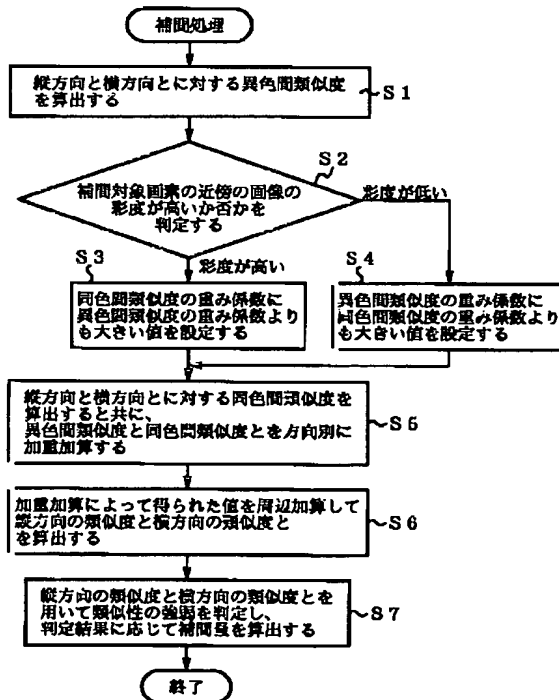 補間処理
縦方向と横方向とに対する異色間類似度
を算出する
S1
S2
補間対象画素の近傍の画像の
彩度が高いか否かを
判定する
彩度が低い
S3
彩度が高い
S4
同色間類似度の重み係数に
異色間類似度の重み係数より
も大きい値を設定する
異色間類似度の重み係数に
同色間類似度の重み係数より
も大きい値を設定する
縦方向と横方向とに対する同色間類似度を
算出すると共に、
異色間類似度と同色間類似度とを方向別に
加重加算する
S5
加重加算によって得られた値を周辺加算して
縦方向の類似度と横方向の類似度と
を算出する
S6
縦方向の類似度と横方向の類似度とを
用いて類似性の強弱を判定し、
判定結果に応じて補間量を算出する
S7
終了